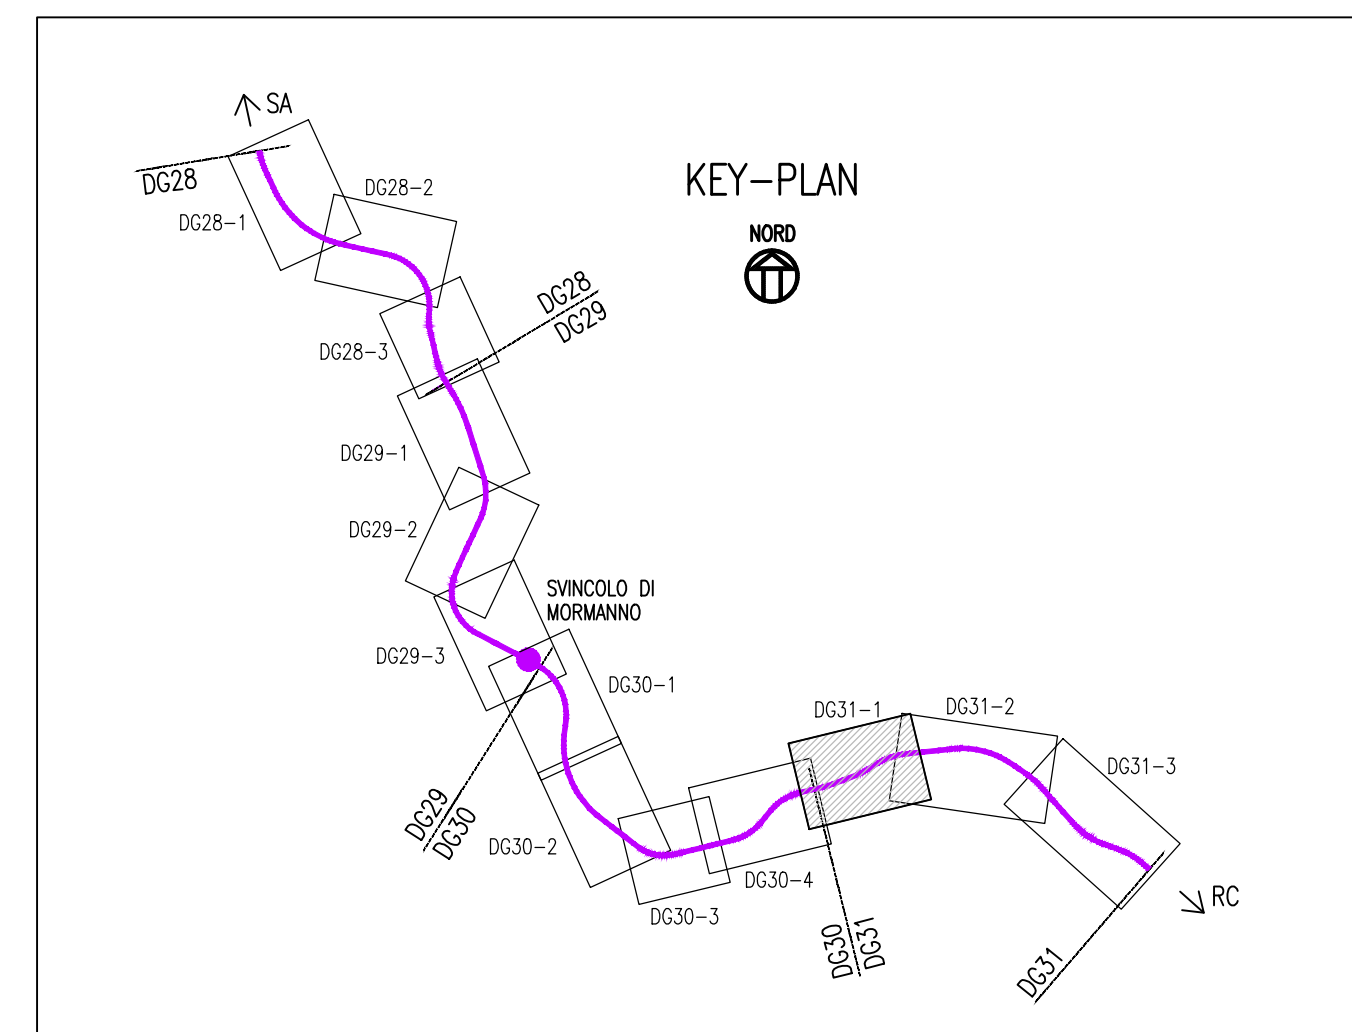 SA
DG28
DG28-1
DG28-2
KEY-PLAN
NORD
DG28
DG29
DG28-3
DG29-1
DG29-2
SVINCOLO DI
MORMANNO
DG29-3
DG30-1
DG29
DG30
DG30-2
DG30-3
DG30-4
DG31-1
DG31-2
DG31-3
DG30
DG31
RC
DG31